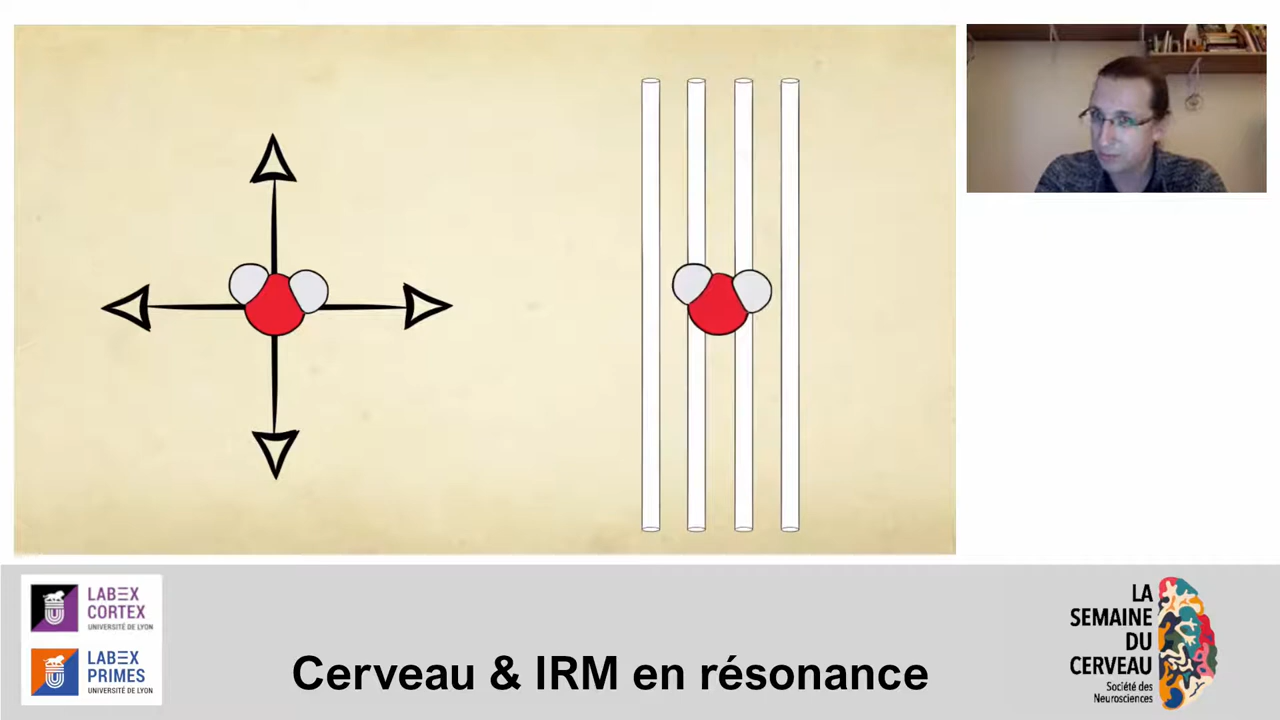 LABEX
CORTEX
UNIVERSITÉ DE LYON
LABEX
PRIMES
UNIVERSITÉ DE LYON
Cerveau & IRM en résonance
LA
SEMAINE
DU
CERVEAU
Société des
Neurosciences